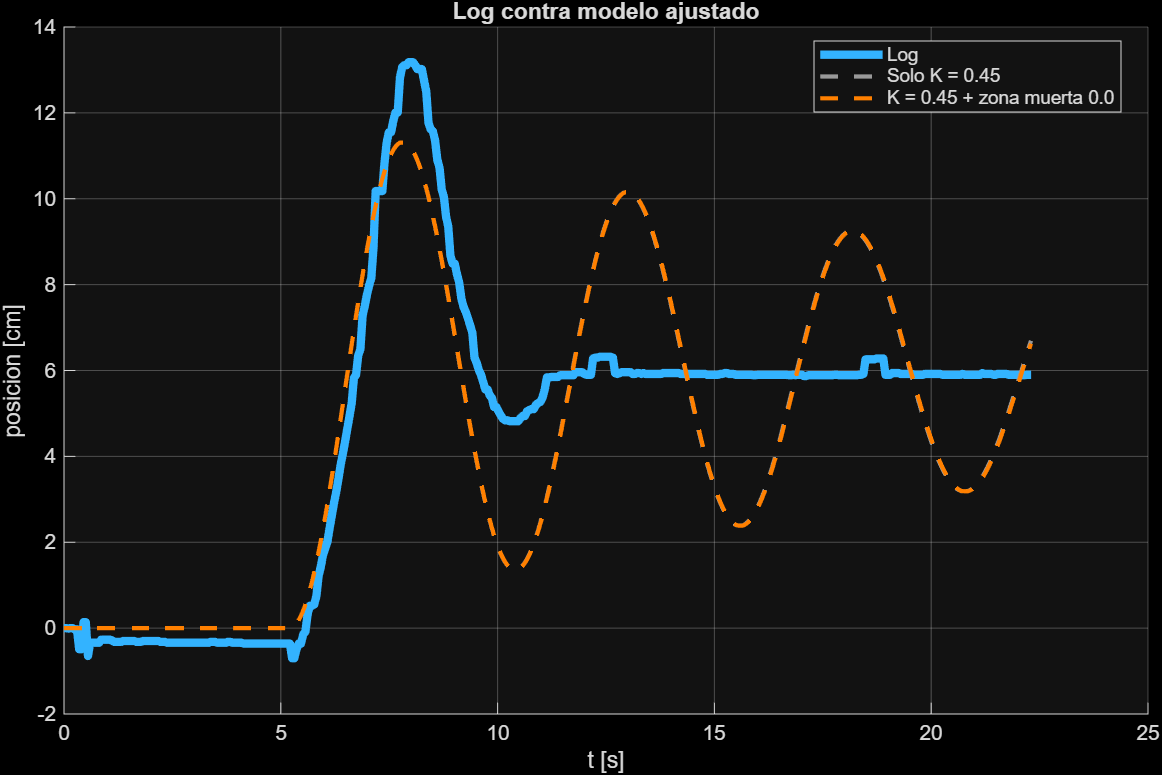 Log contra modelo ajustado
14
12
10
8
6
4
2
0
-2
posicion [cm]
Log
Solo K = 0.45
K = 0.45 + zona muerta 0.0
0 5 10 15 20 25
t [s]